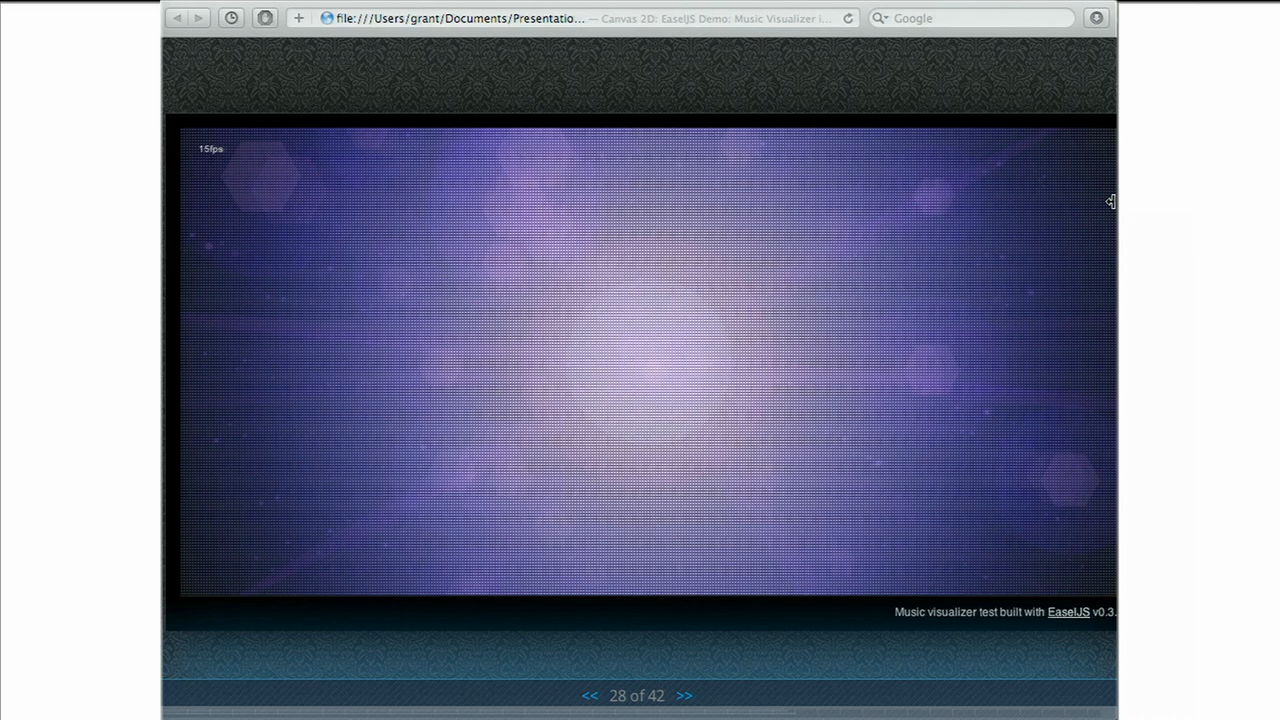 file:///Users/grant/Documents/Presentatio... — Canvas 2D: EaselJS Demo: Music Visualizer i...
Google
15fps
Music visualizer test built with EaselJS v0.3.
<< 28 of 42 >>